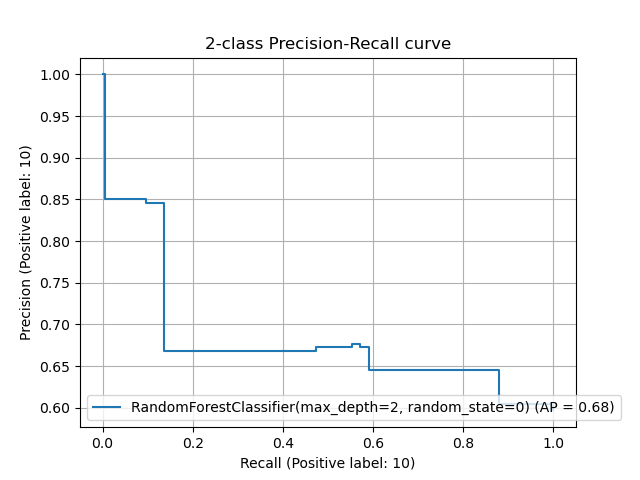 2-class Precision-Recall curve
1.00
0.95
0.90
0.85
0.80
0.75
0.70
0.65
0.60
Precision (Positive label: 10)
RandomForestClassifier(max_depth=2, random_state=0) (AP = 0.68)
0.0 0.2 0.4 0.6 0.8 1.0
Recall (Positive label: 10)